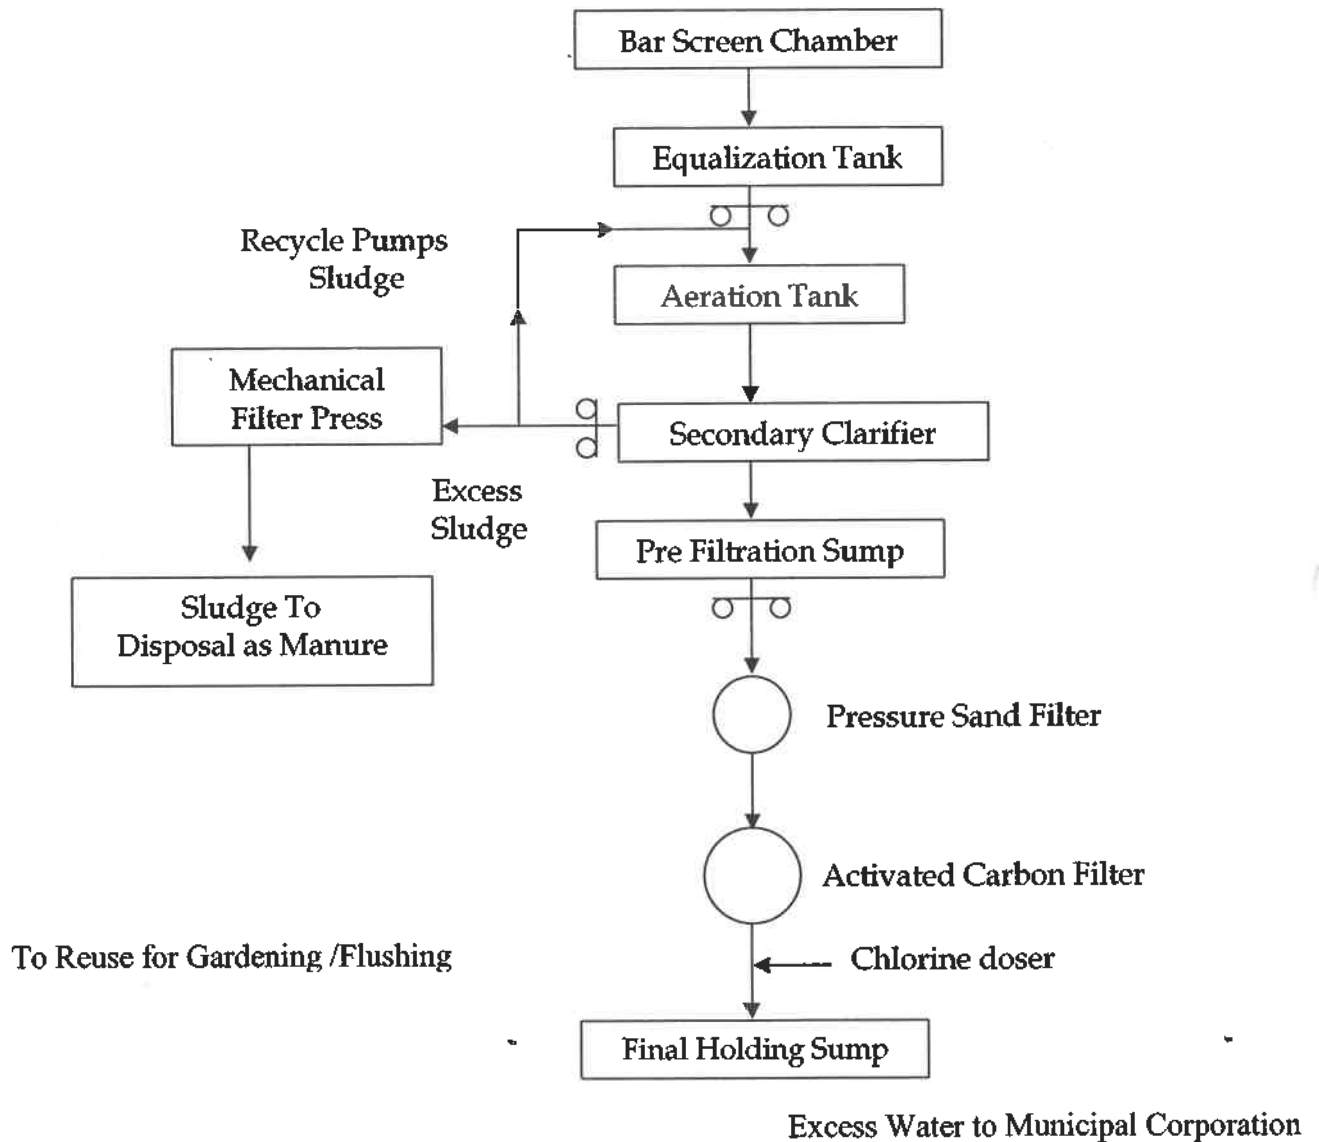 Bar Screen Chamber
Equalization Tank
Recycle Pumps
Sludge
Aeration Tank
Mechanical
Filter Press
Secondary Clarifier
Excess
Sludge
Pre Filtration Sump
Sludge To
Disposal as Manure
Pressure Sand Filter
Activated Carbon Filter
To Reuse for Gardening /Flushing
Chlorine doser
Final Holding Sump
Excess Water to Municipal Corporation